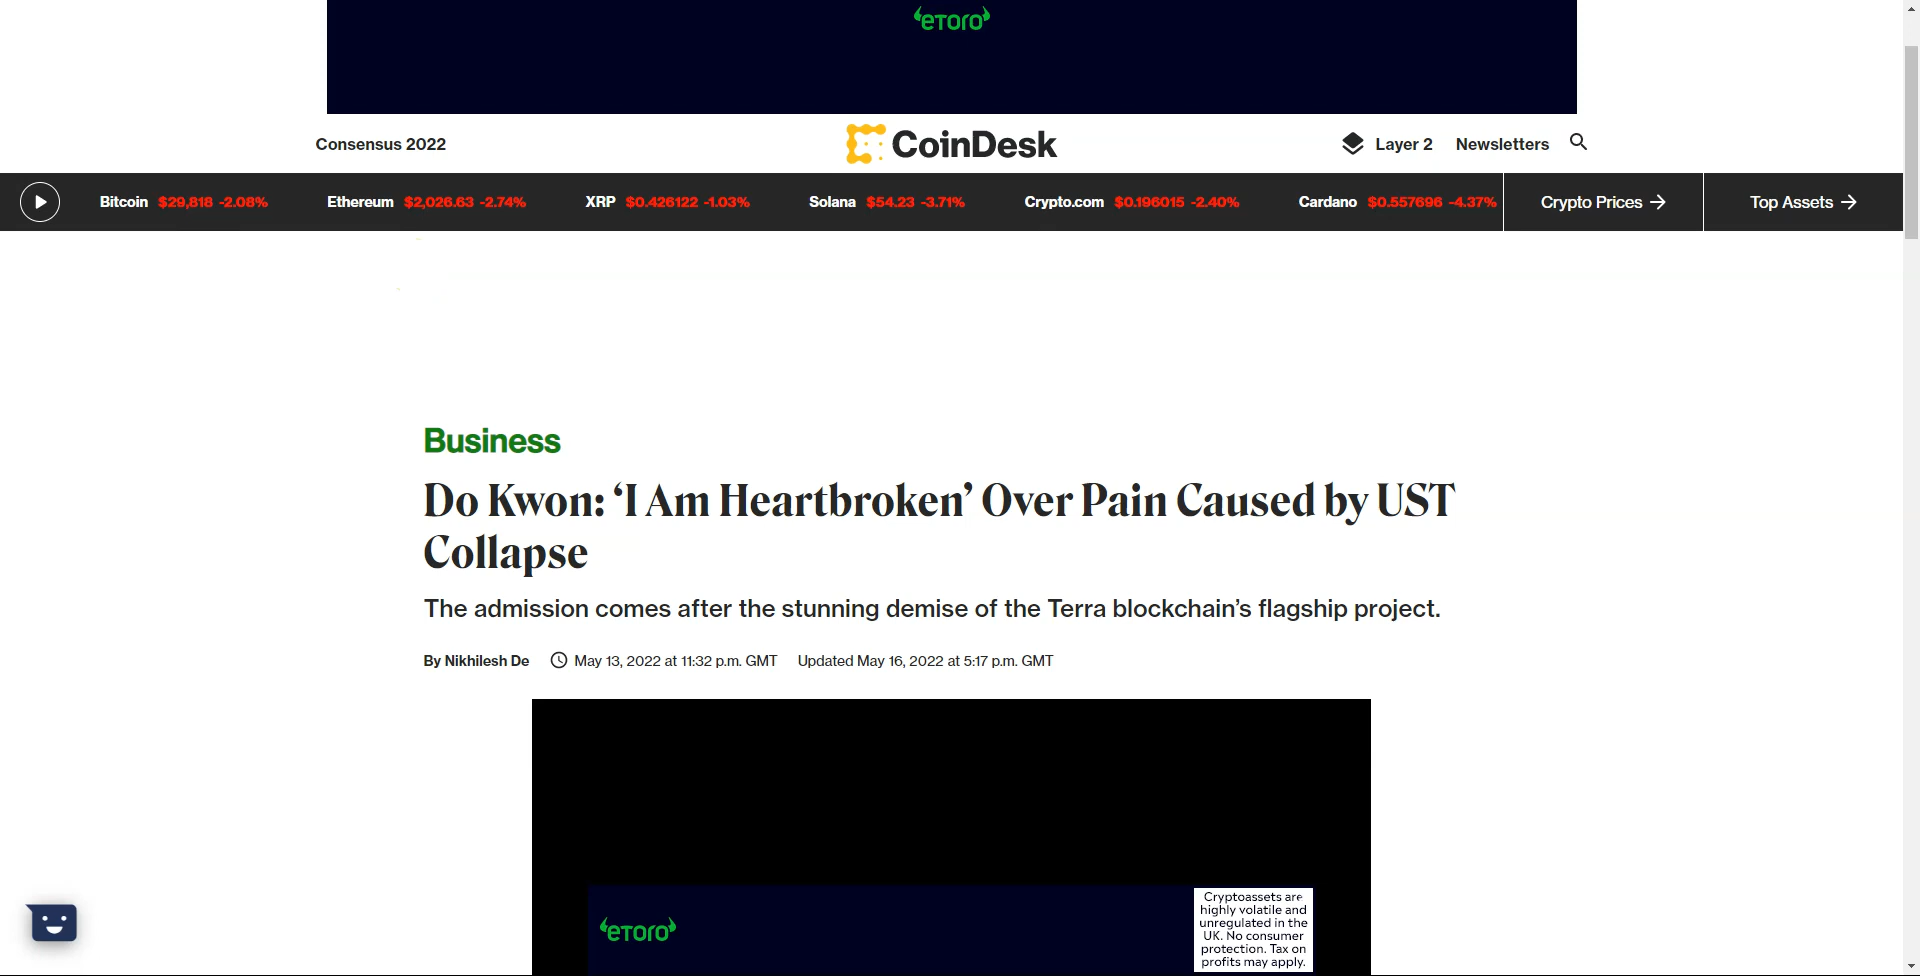 eToro
Consensus 2022
CoinDesk
Layer 2 Newsletters
Bitcoin $29,818 -2.08% Ethereum $2,026.63 -2.74% XRP $0.426122 -1.03% Solana $54.23 -3.71% Crypto.com $0.196015 -2.40% Cardano $0.557696 -4.37% Crypto Prices → Top Assets →
Business
Do Kwon: ‘I Am Heartbroken’ Over Pain Caused by UST
Collapse
The admission comes after the stunning demise of the Terra blockchain’s flagship project.
By Nikhilesh De May 13, 2022 at 11:32 p.m. GMT Updated May 16, 2022 at 5:17 p.m. GMT
eToro
Cryptoassets are
highly volatile and
unregulated in the
UK. No consumer
protection. Tax on
profits may apply.